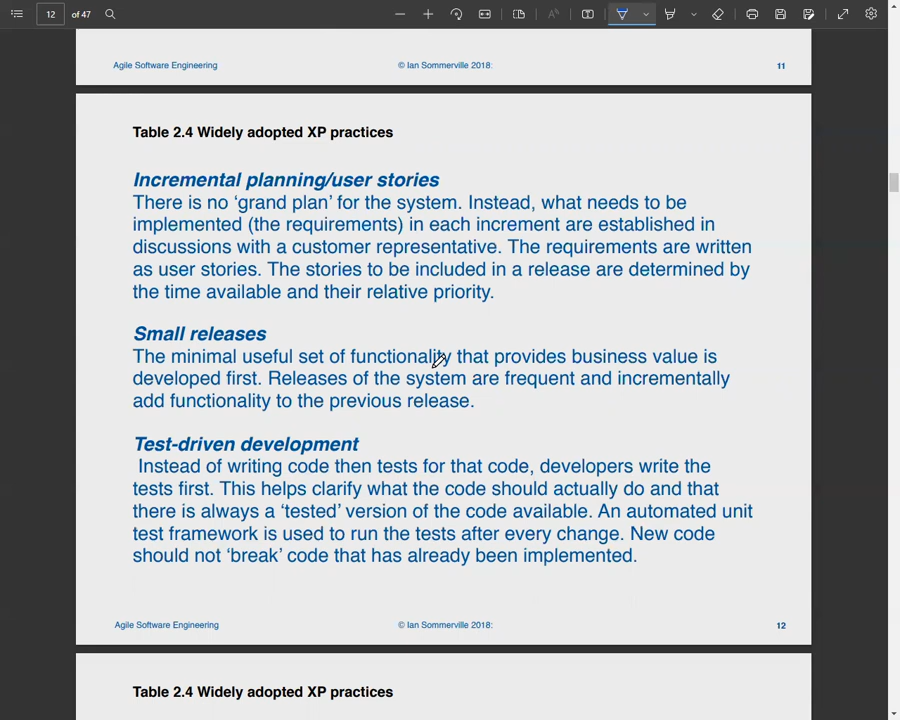 12 of 47
Agile Software Engineering © Ian Sommerville 2018: 11
Table 2.4 Widely adopted XP practices
Incremental planning/user stories
There is no ‘grand plan’ for the system. Instead, what needs to be
implemented (the requirements) in each increment are established in
discussions with a customer representative. The requirements are written
as user stories. The stories to be included in a release are determined by
the time available and their relative priority.
Small releases
The minimal useful set of functionality that provides business value is
developed first. Releases of the system are frequent and incrementally
add functionality to the previous release.
Test-driven development
Instead of writing code then tests for that code, developers write the
tests first. This helps clarify what the code should actually do and that
there is always a ‘tested’ version of the code available. An automated unit
test framework is used to run the tests after every change. New code
should not ‘break’ code that has already been implemented.
Agile Software Engineering © Ian Sommerville 2018: 12
Table 2.4 Widely adopted XP practices